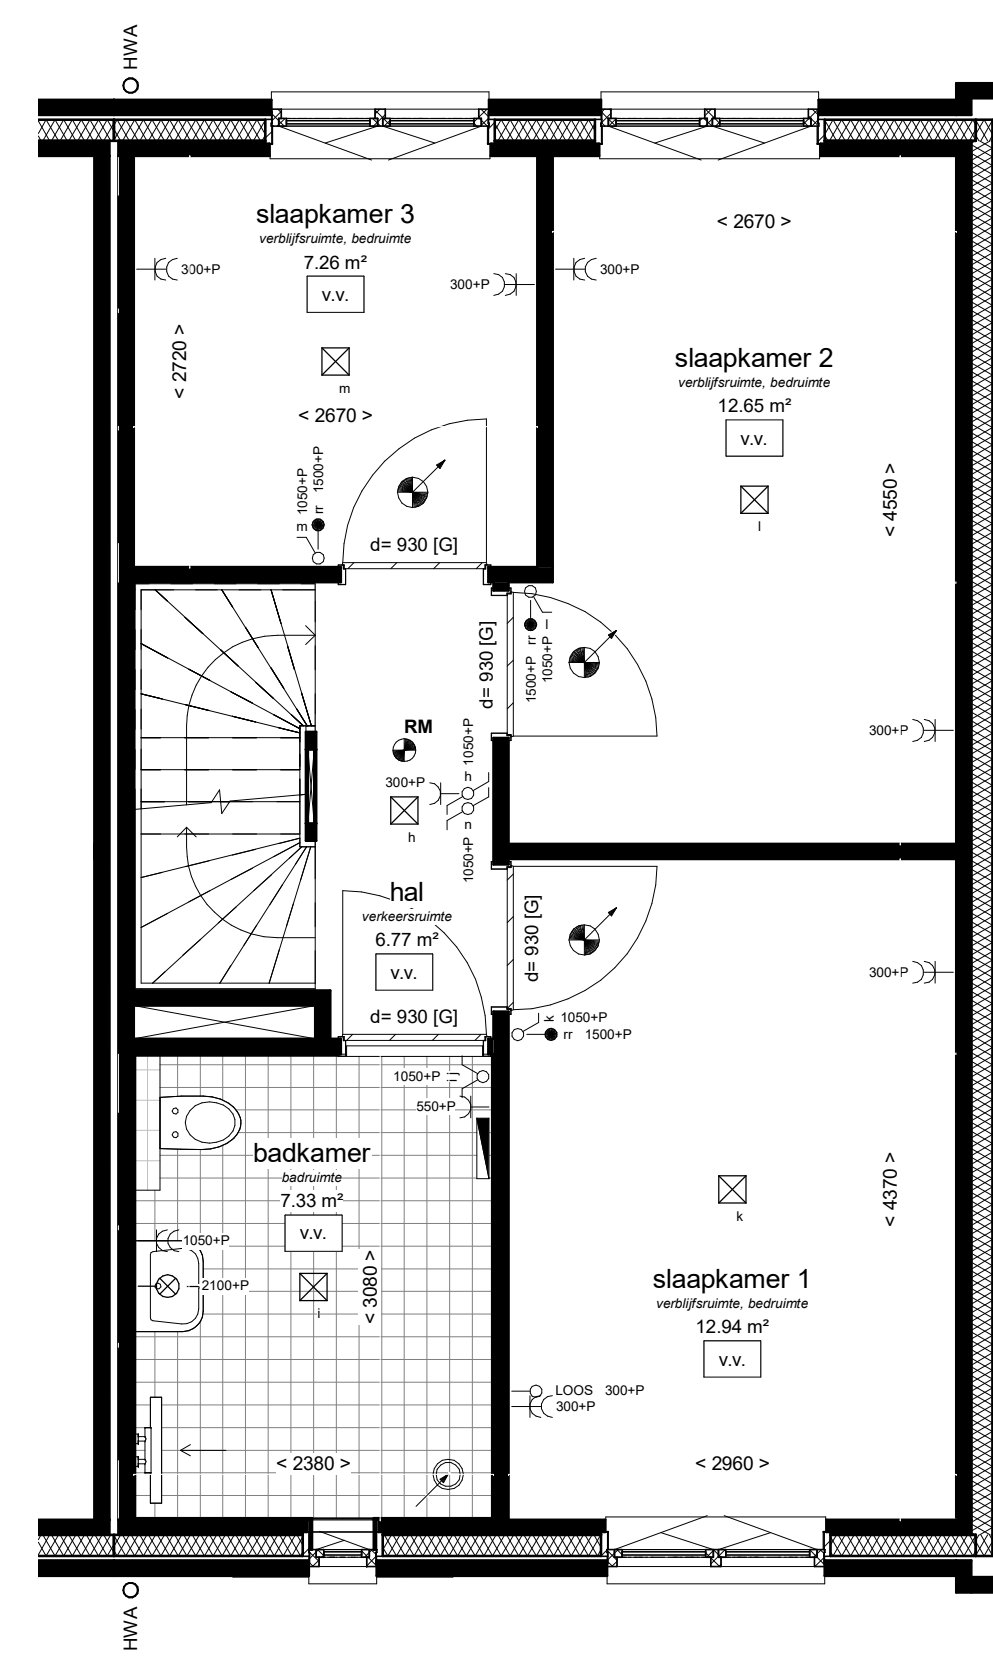 HWA
slaapkamer 3
verblijfsruimte, bedruimte
7.26 m²
v.v.
300+P
300+P
< 2720 >
m
< 2670 >
m 1050+P
rr 1500+P
d= 930 [G]
< 2670 >
300+P
slaapkamer 2
verblijfsruimte, bedruimte
12.65 m²
v.v.
l
< 4550 >
d= 930 [G]
1500+P rr
1050+P l
300+P
RM
300+P
h 1050+P
h
1050+P n
hal
verkeersruimte
6.77 m²
v.v.
d= 930 [G]
d= 930 [G]
300+P
k 1050+P
rr 1500+P
1050+P i j
550+P
badkamer
badruimte
7.33 m²
v.v.
1050+P
2100+P
i
< 3080 >
< 2380 >
k
< 4370 >
slaapkamer 1
verblijfsruimte, bedruimte
12.94 m²
v.v.
LOOS 300+P
300+P
< 2960 >
HWA